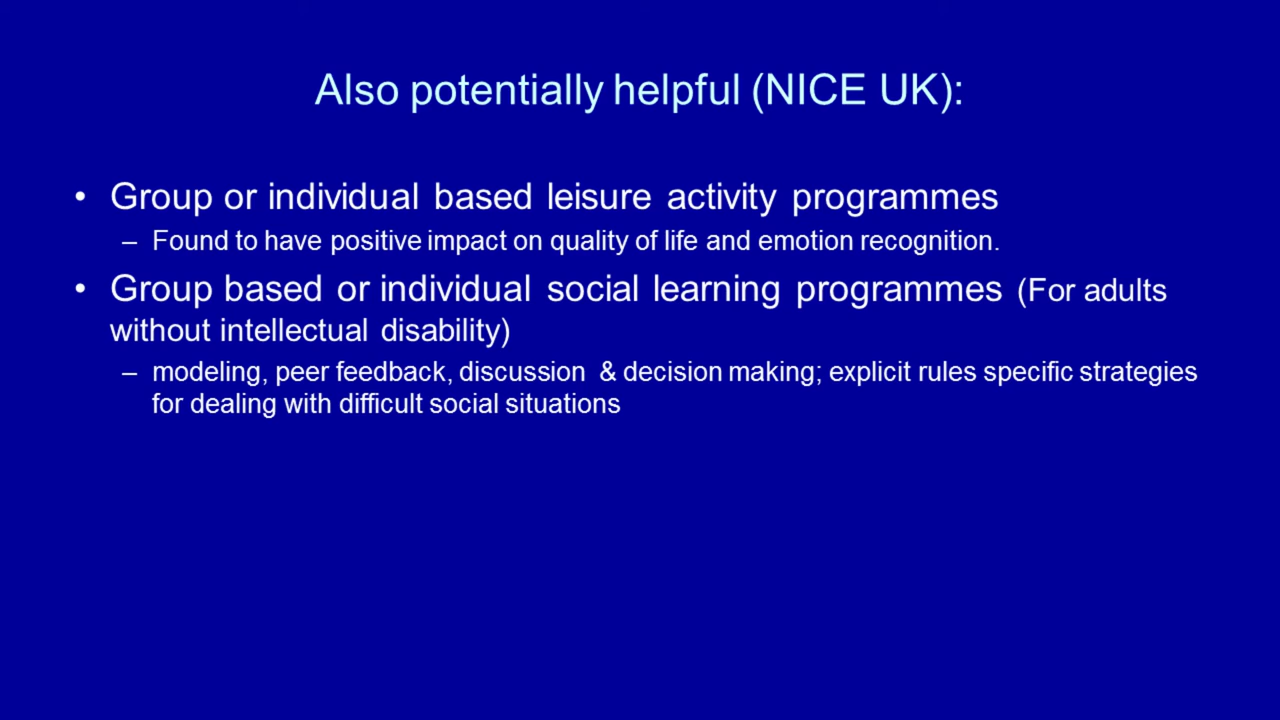 Also potentially helpful (NICE UK):
• Group or individual based leisure activity programmes
– Found to have positive impact on quality of life and emotion recognition.
• Group based or individual social learning programmes (For adults
without intellectual disability)
– modeling, peer feedback, discussion & decision making; explicit rules specific strategies
for dealing with difficult social situations